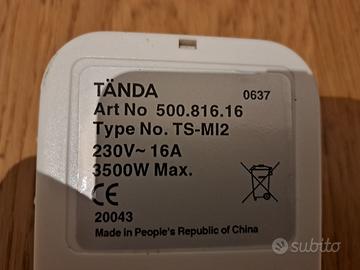 TÄNDA 0637
Art No 500.816.16
Type No. TS-MI2
230V~ 16A
3500W Max.
CE
20043
Made in People's Republic of China
subito